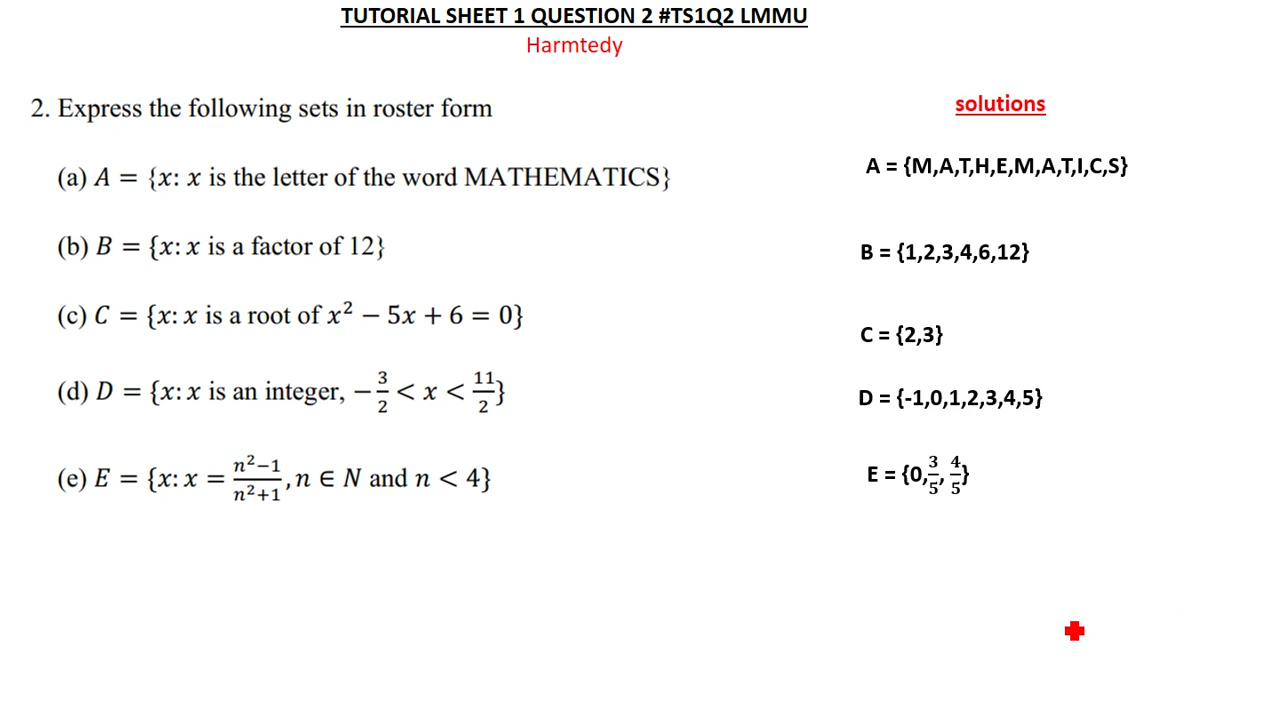 TUTORIAL SHEET 1 QUESTION 2 #TS1Q2 LMMU
Harmtedy
2. Express the following sets in roster form
solutions
(a) A = {x: x is the letter of the word MATHEMATICS}
A = {M,A,T,H,E,M,A,T,I,C,S}
(b) B = {x: x is a factor of 12}
B = {1,2,3,4,6,12}
(c) C = {x: x is a root of x² − 5x + 6 = 0}
C = {2,3}
(d) D = {x: x is an integer, −3/2 < x < 11/2}
D = {-1,0,1,2,3,4,5}
(e) E = {x: x = n²−1/n²+1, n ∈ N and n < 4}
E = {0,3/5, 4/5}